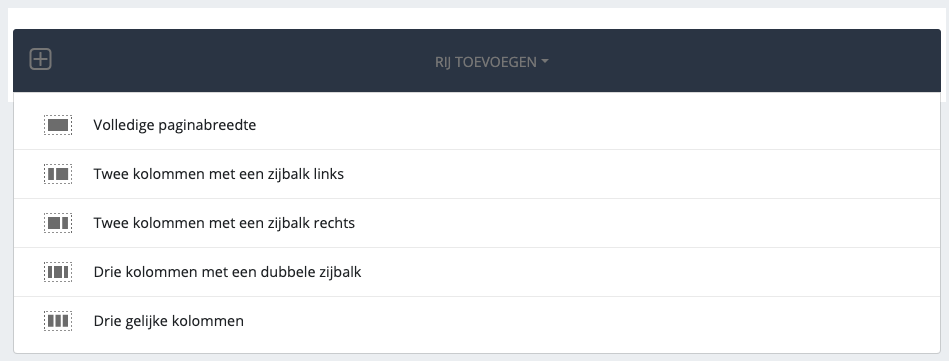 RIJ TOEVOEGEN
Volledige paginabreedte
Twee kolommen met een zijbalk links
Twee kolommen met een zijbalk rechts
Drie kolommen met een dubbele zijbalk
Drie gelijke kolommen